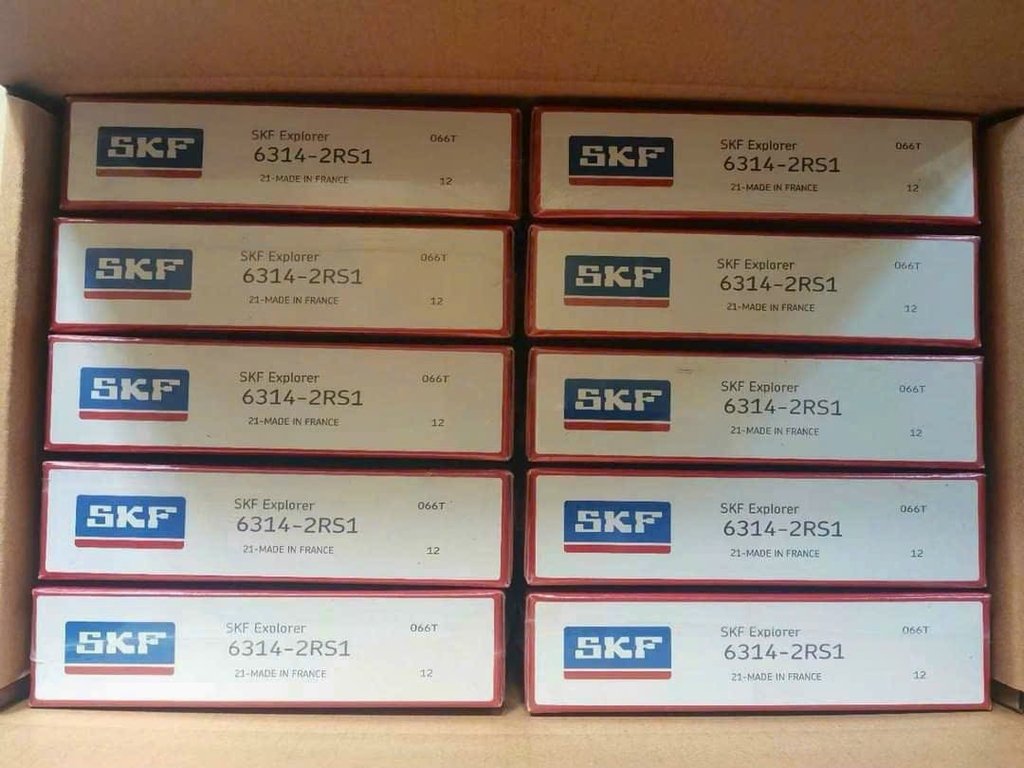 SKF
SKF Explorer
066T
6314-2RS1
21-MADE IN FRANCE
12
SKF
SKF Explorer
066T
6314-2RS1
21-MADE IN FRANCE
12
SKF
SKF Explorer
066T
6314-2RS1
21-MADE IN FRANCE
12
SKF
SKF Explorer
066T
6314-2RS1
21-MADE IN FRANCE
12
SKF
SKF Explorer
066T
6314-2RS1
21-MADE IN FRANCE
12
SKF
SKF Explorer
066T
6314-2RS1
21-MADE IN FRANCE
12
SKF
SKF Explorer
066T
6314-2RS1
21-MADE IN FRANCE
12
SKF
SKF Explorer
066T
6314-2RS1
21-MADE IN FRANCE
12
SKF
SKF Explorer
066T
6314-2RS1
21-MADE IN FRANCE
12
SKF
SKF Explorer
066T
6314-2RS1
21-MADE IN FRANCE
12